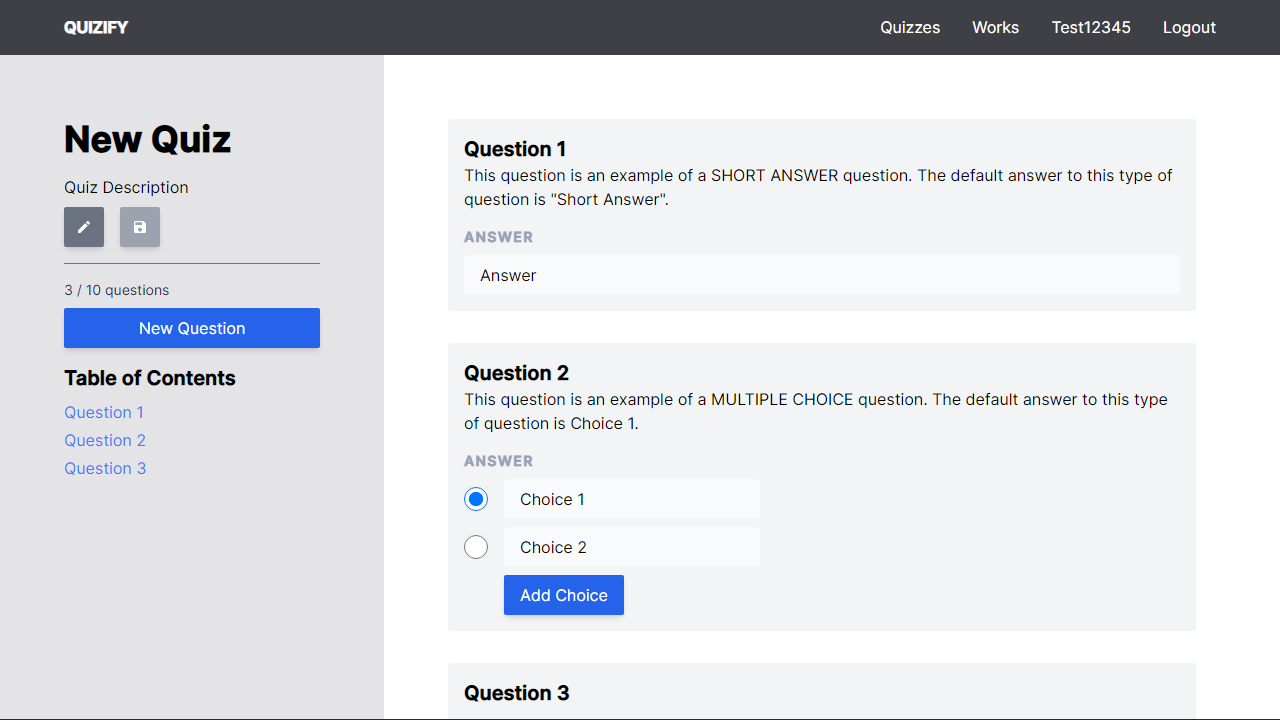 QUIZIFY
Quizzes
Works
Test12345
Logout
New Quiz
Quiz Description
3 / 10 questions
New Question
Table of Contents
Question 1
Question 2
Question 3
Question 1
This question is an example of a SHORT ANSWER question. The default answer to this type of
question is "Short Answer".
ANSWER
Answer
Question 2
This question is an example of a MULTIPLE CHOICE question. The default answer to this type
of question is Choice 1.
ANSWER
Choice 1
Choice 2
Add Choice
Question 3